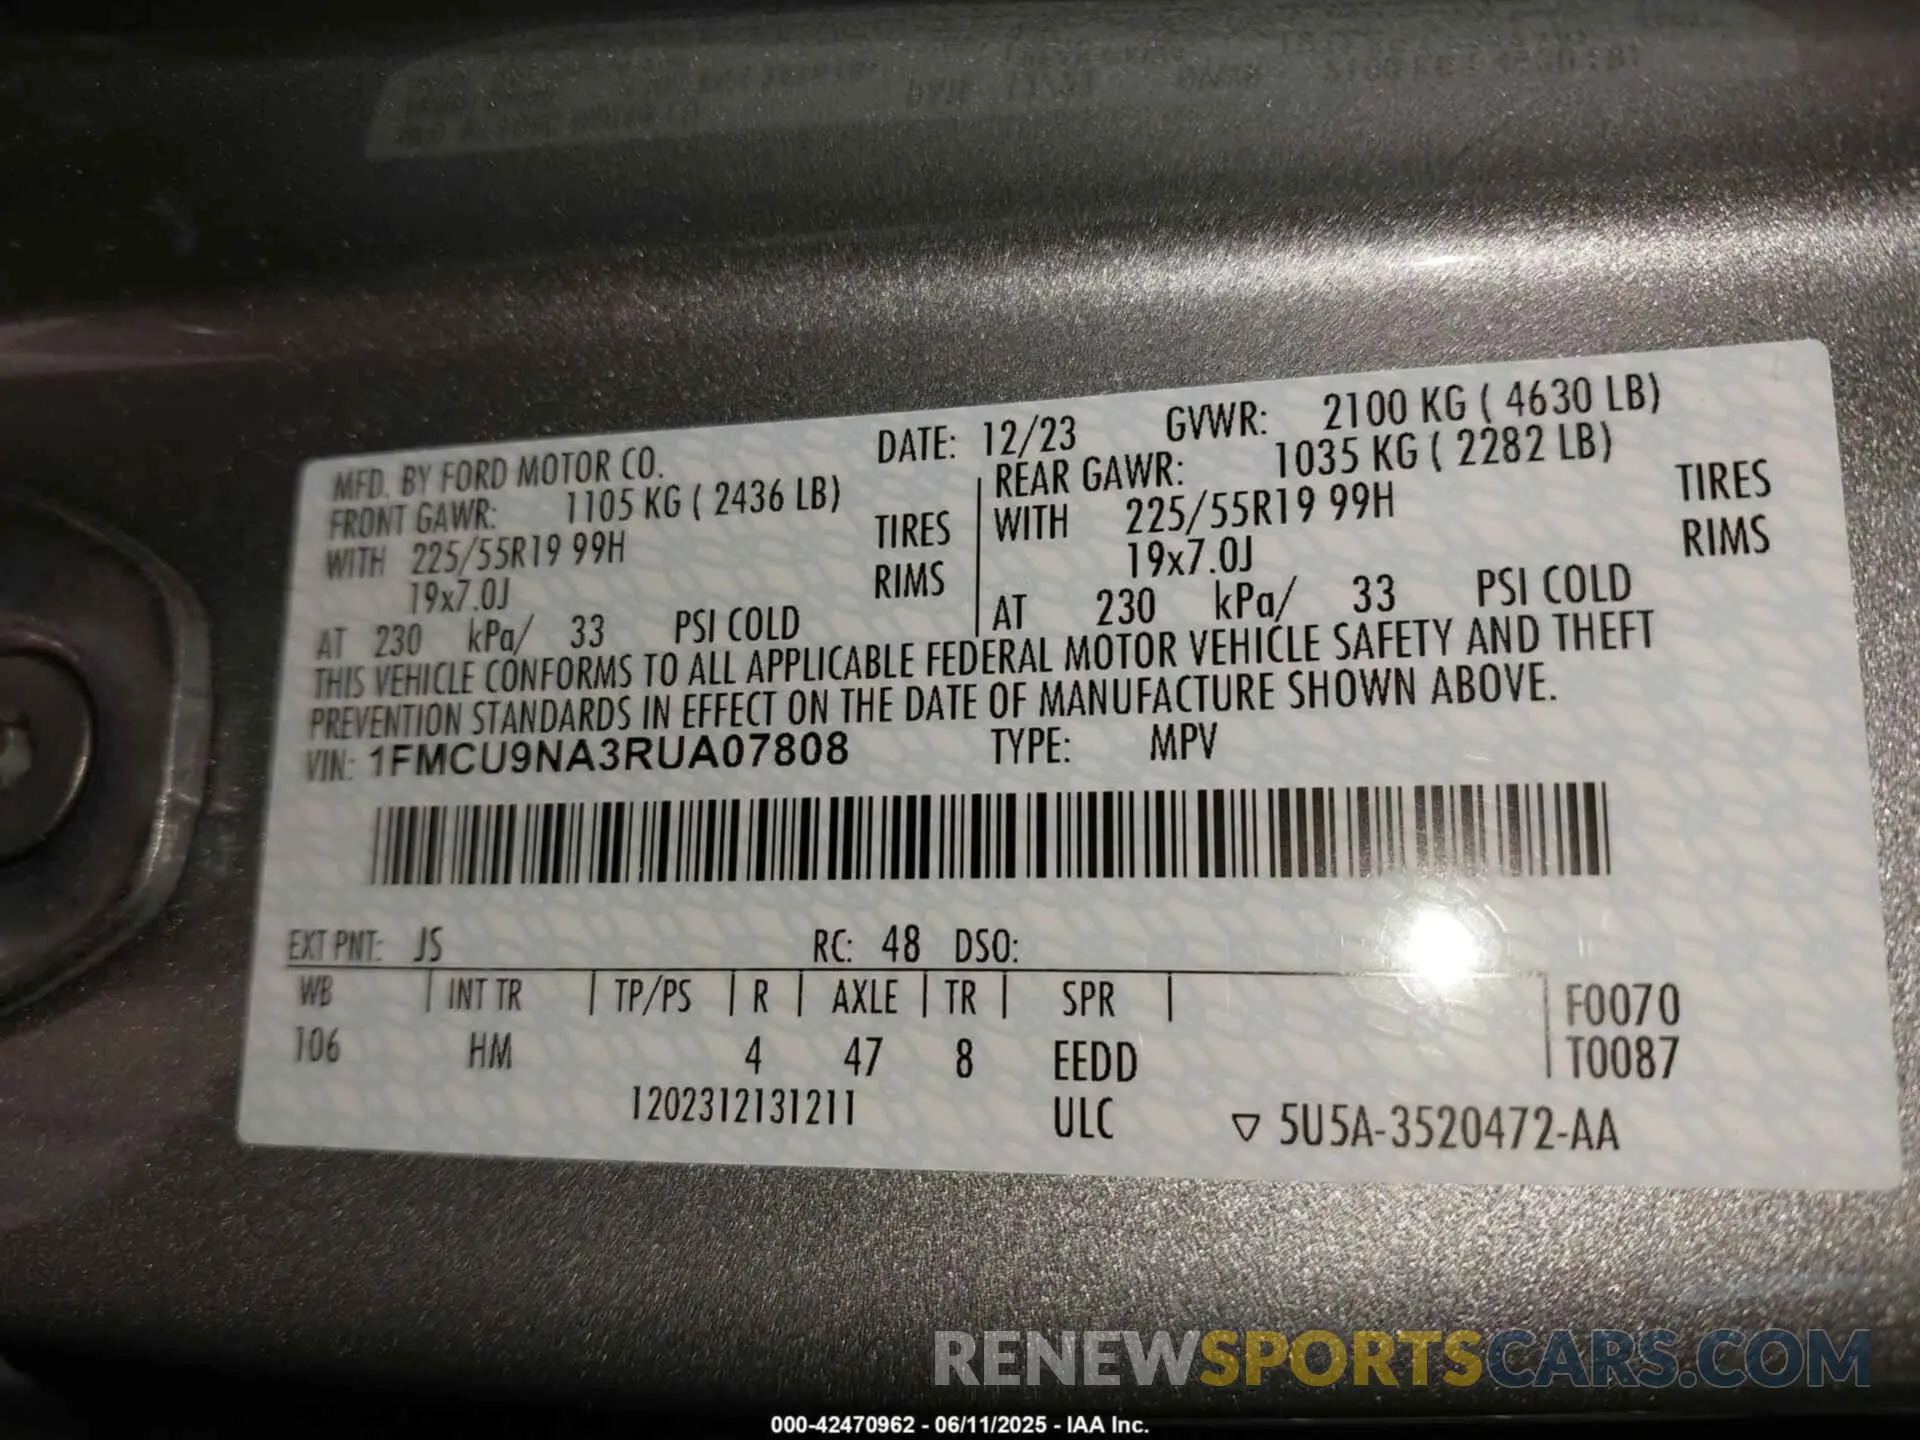 MFD. BY FORD MOTOR CO. DATE: 12/23 GVWR: 2100 KG ( 4630 LB)
FRONT GAWR: 1105 KG ( 2436 LB) REAR GAWR: 1035 KG ( 2282 LB)
WITH 225/55R19 99H TIRES WITH 225/55R19 99H TIRES
19x7.0J RIMS 19x7.0J RIMS
AT 230 kPa/ 33 PSI COLD AT 230 kPa/ 33 PSI COLD
THIS VEHICLE CONFORMS TO ALL APPLICABLE FEDERAL MOTOR VEHICLE SAFETY AND THEFT
PREVENTION STANDARDS IN EFFECT ON THE DATE OF MANUFACTURE SHOWN ABOVE.
VIN: 1FMCU9NA3RUA07808 TYPE: MPV
EXT PNT: JS RC: 48 DSO:
WB INT TR TP/PS R AXLE TR SPR F0070
106 HM 4 47 8 EEDD T0087
1202312131211 ULC ▽ 5U5A-3520472-AA
RENEWSPORTSCARS.COM
000-42470962 - 06/11/2025 - IAA Inc.